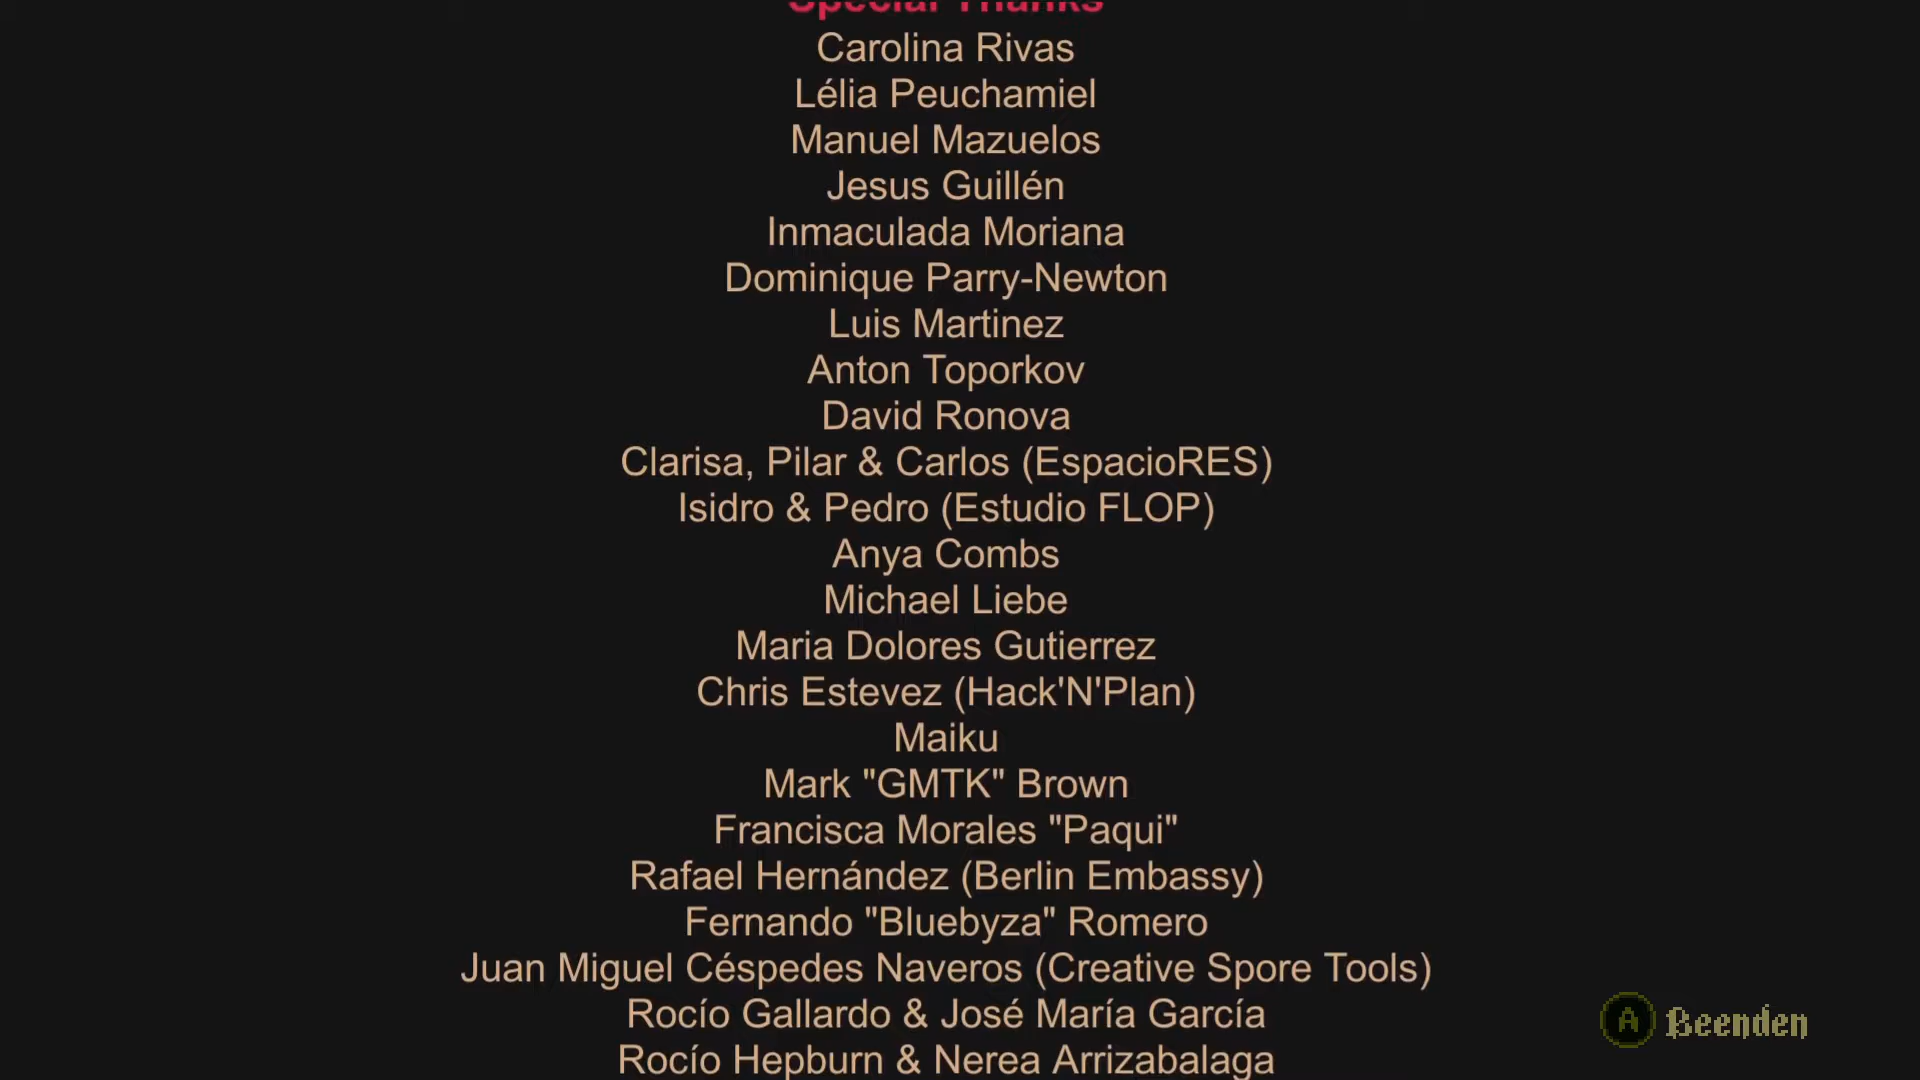 Special Thanks
Carolina Rivas
Lélia Peuchamiel
Manuel Mazuelos
Jesus Guillén
Inmaculada Moriana
Dominique Parry-Newton
Luis Martinez
Anton Toporkov
David Ronova
Clarisa, Pilar & Carlos (EspacioRES)
Isidro & Pedro (Estudio FLOP)
Anya Combs
Michael Liebe
Maria Dolores Gutierrez
Chris Estevez (Hack'N'Plan)
Maiku
Mark "GMTK" Brown
Francisca Morales "Paqui"
Rafael Hernández (Berlin Embassy)
Fernando "Bluebyza" Romero
Juan Miguel Céspedes Naveros (Creative Spore Tools)
Rocío Gallardo & José María García
A Beenden
Rocío Hepburn & Nerea Arrizabalaga